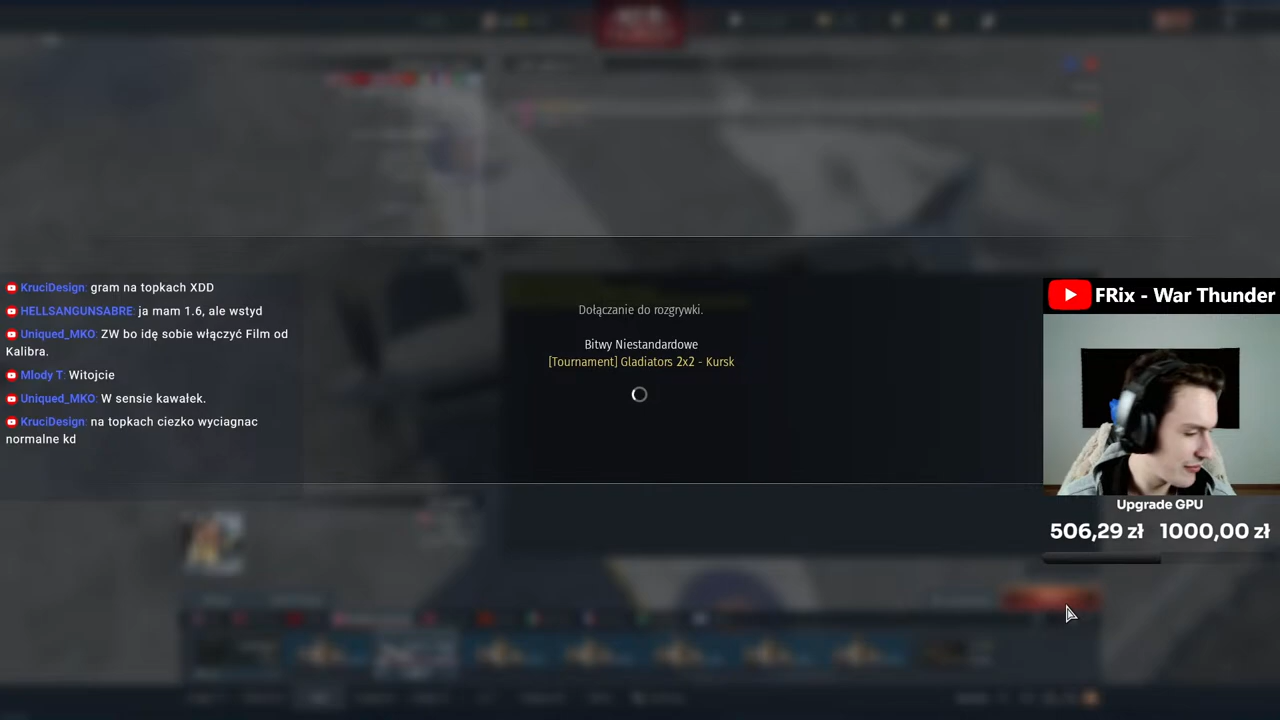 KruciDesign: gram na topkach XDD
HELLSANGUNSABRE: ja mam 1.6, ale wstyd
Uniqued_MKO: ZW bo idę sobie włączyć Film od
Kalibra.
Mlody T: Witojcie
Uniqued_MKO: W sensie kawałek.
KruciDesign: na topkach ciezko wyciagnac
normalne kd
Dołączanie do rozgrywki.
Bitwy Niestandardowe
[Tournament] Gladiators 2x2 - Kursk
FRix - War Thunder
Upgrade GPU
506,29 zł 1000,00 zł